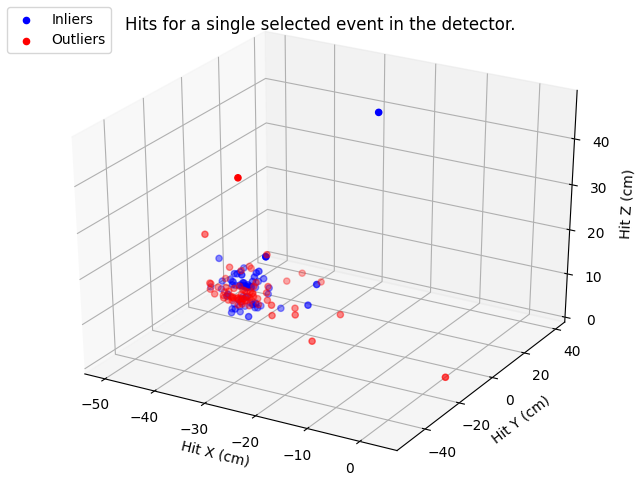 Hits for a single selected event in the detector.
Inliers
Outliers
40
30
20
10
0
Hit Z (cm)
40
20
0
−20
−40
Hit Y (cm)
−50
−40
−30
−20
−10
0
Hit X (cm)